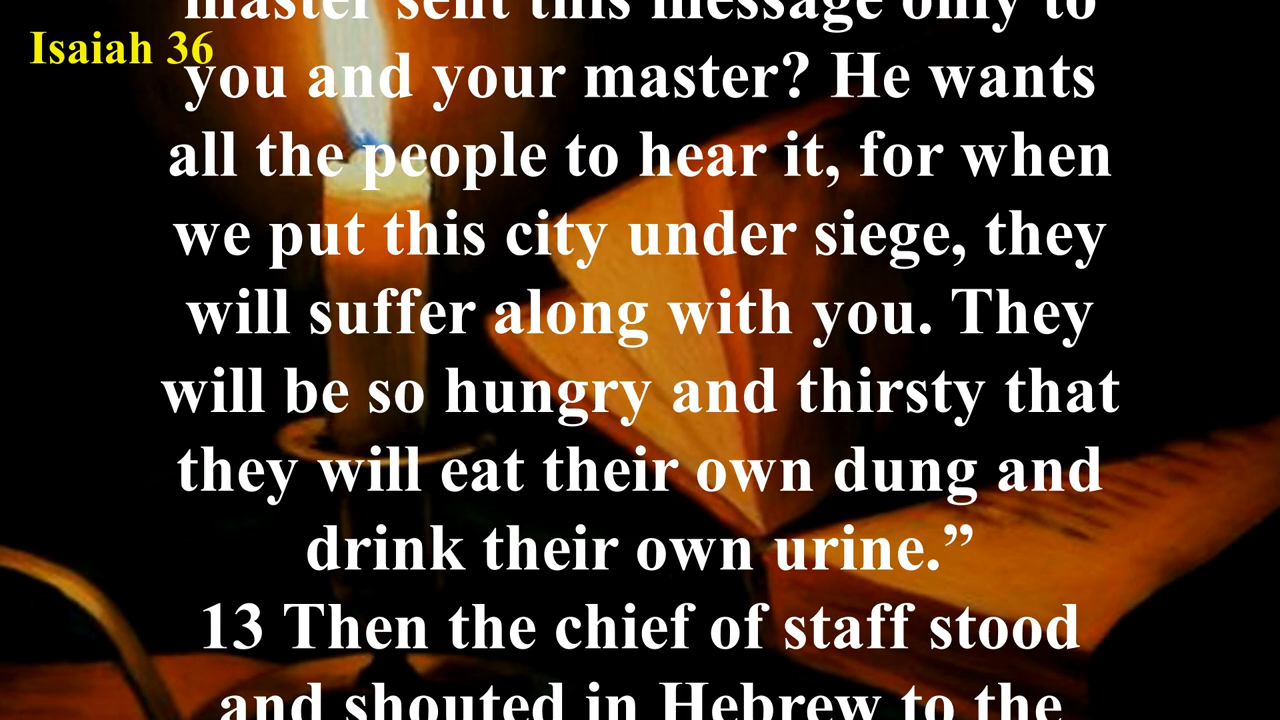 Isaiah 36
master sent this message only to
you and your master? He wants
all the people to hear it, for when
we put this city under siege, they
will suffer along with you. They
will be so hungry and thirsty that
they will eat their own dung and
drink their own urine.”
13 Then the chief of staff stood
and shouted in Hebrew to the